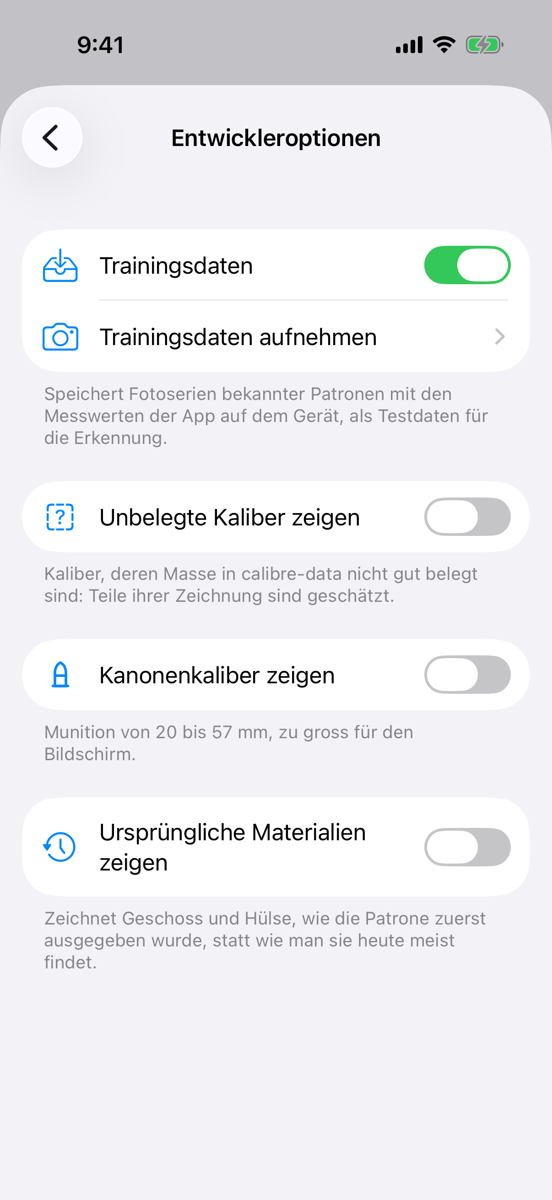 9:41
Entwickleroptionen
Trainingsdaten
Trainingsdaten aufnehmen
Speichert Fotoserien bekannter Patronen mit den
Messwerten der App auf dem Gerät, als Testdaten für
die Erkennung.
Unbelegte Kaliber zeigen
Kaliber, deren Masse in calibre-data nicht gut belegt
sind: Teile ihrer Zeichnung sind geschätzt.
Kanonenkaliber zeigen
Munition von 20 bis 57 mm, zu gross für den
Bildschirm.
Ursprüngliche Materialien
zeigen
Zeichnet Geschoss und Hülse, wie die Patrone zuerst
ausgegeben wurde, statt wie man sie heute meist
findet.